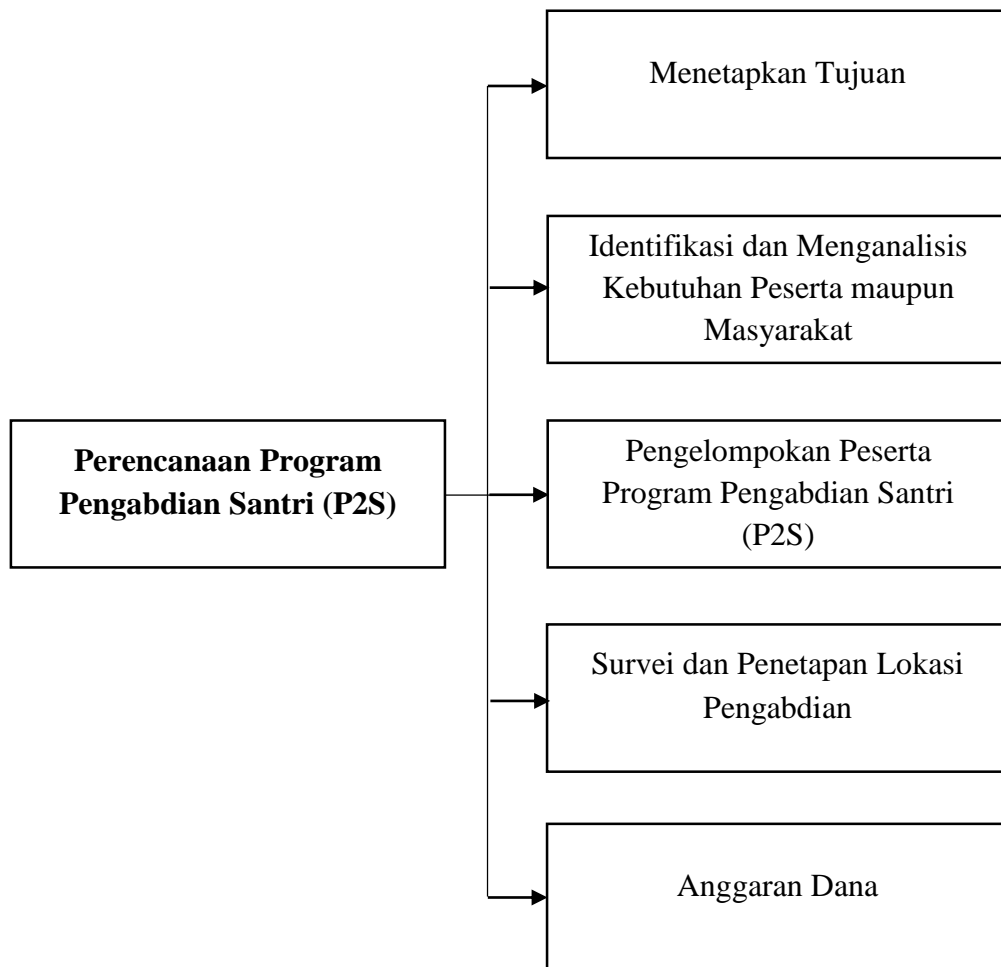 Menetapkan Tujuan
Identifikasi dan Menganalisis
Kebutuhan Peserta maupun
Masyarakat
Perencanaan Program
Pengabdian Santri (P2S)
Pengelompokan Peserta
Program Pengabdian Santri
(P2S)
Survei dan Penetapan Lokasi
Pengabdian
Anggaran Dana